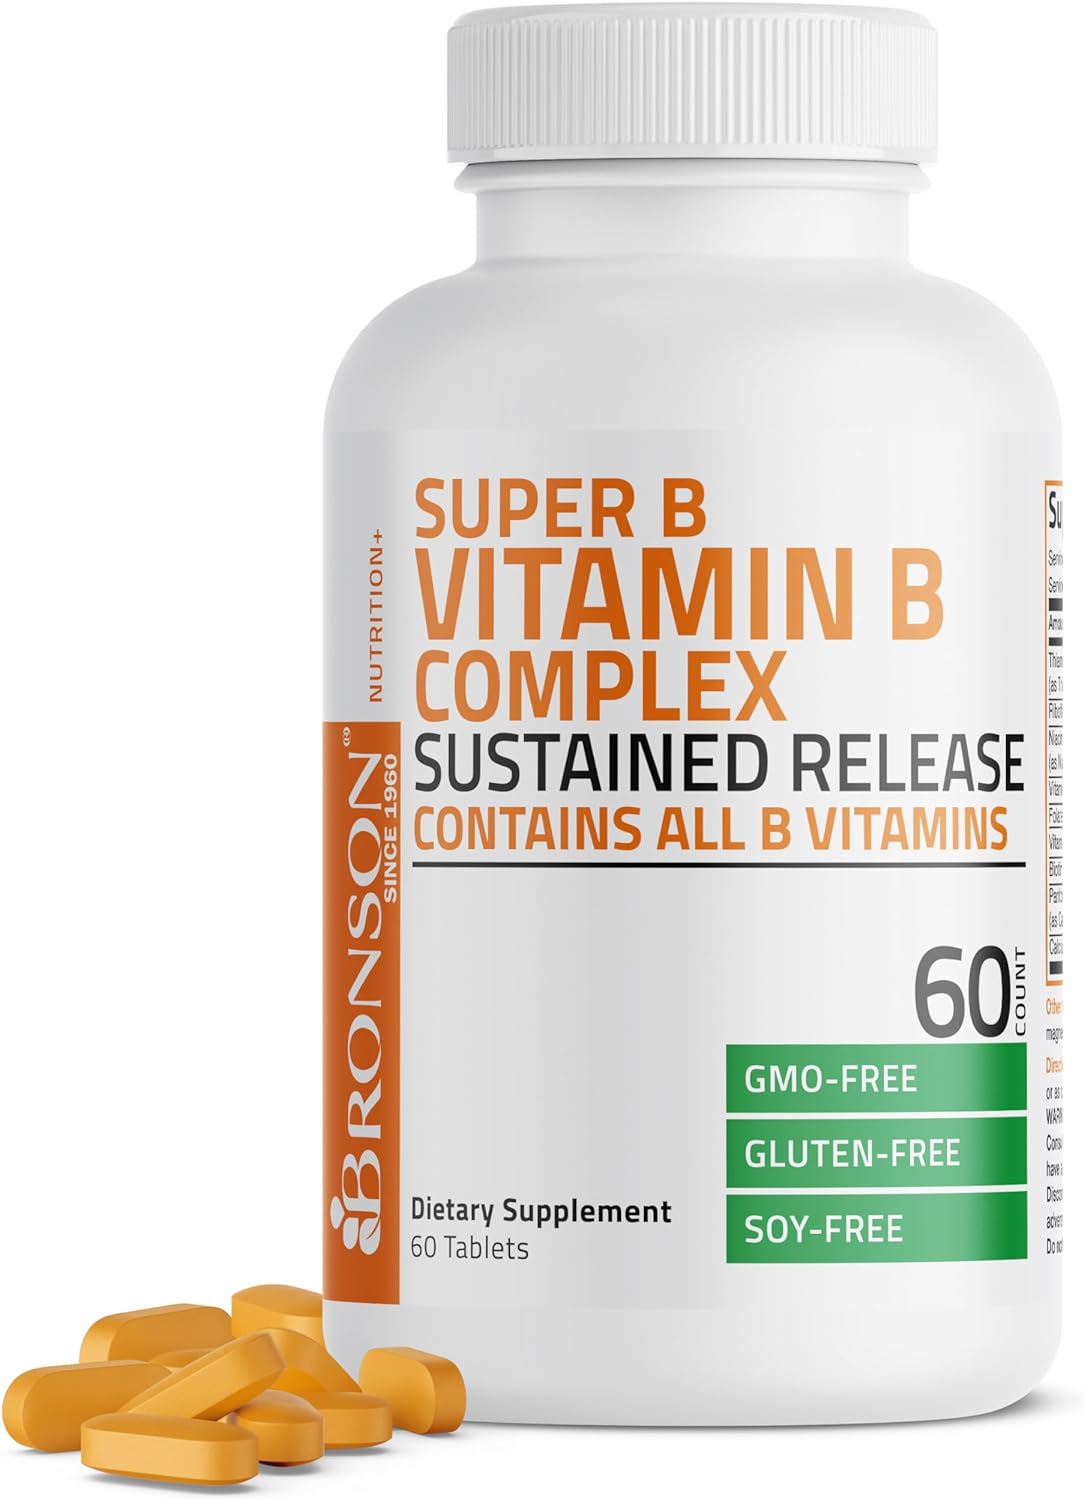 NUTRITION+
BRONSON®
SINCE 1960
SUPER B
VITAMIN B
COMPLEX
SUSTAINED RELEASE
CONTAINS ALL B VITAMINS
60
COUNT
GMO-FREE
GLUTEN-FREE
SOY-FREE
Dietary Supplement
60 Tablets